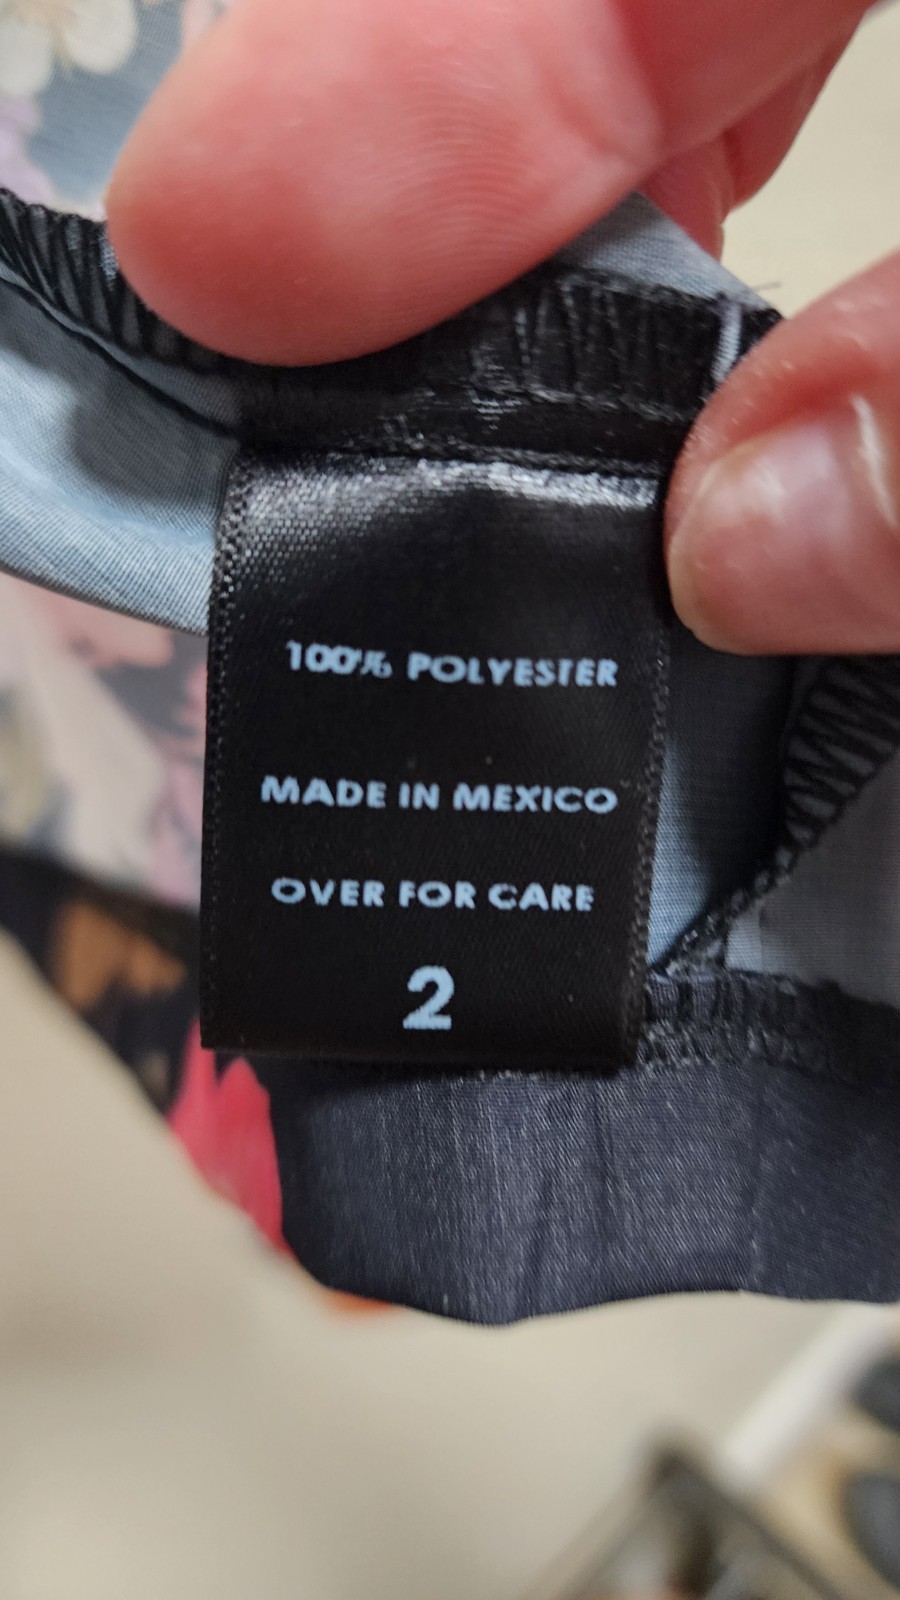 100% POLYESTER
MADE IN MEXICO
OVER FOR CARE
2